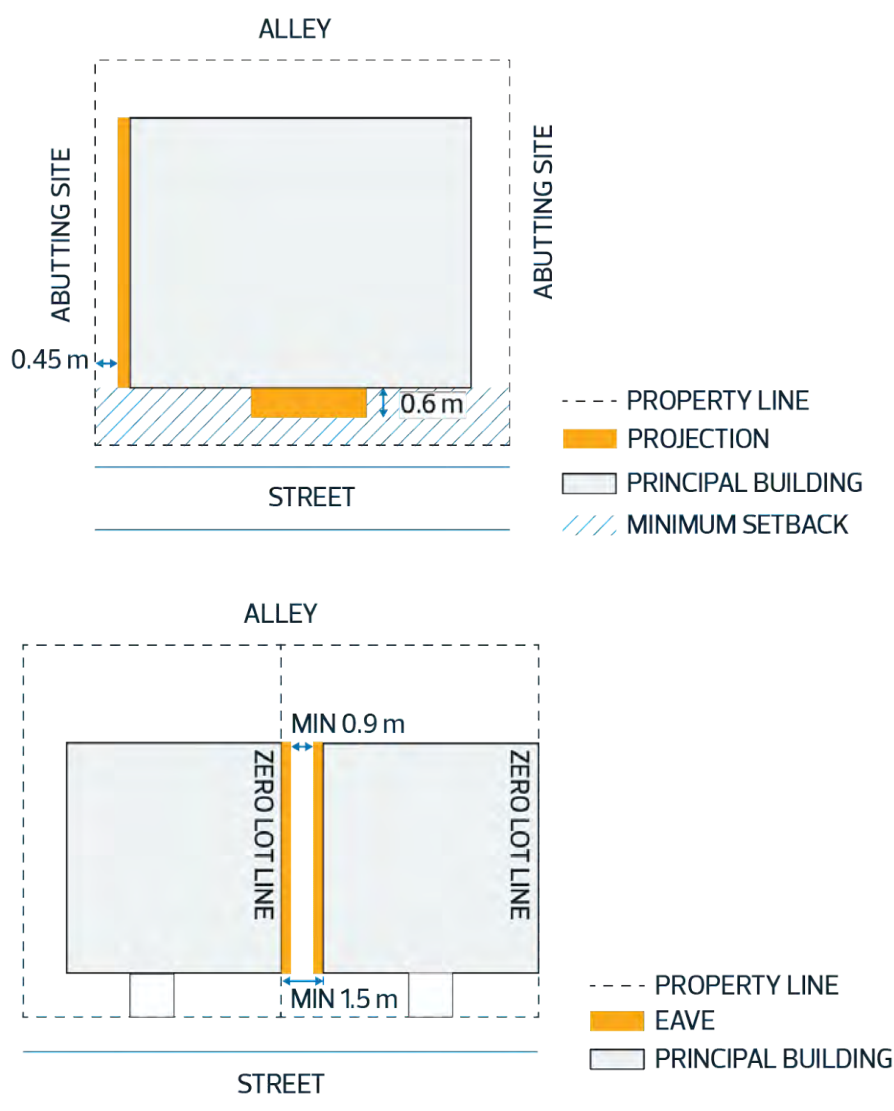 ALLEY
ABUTTING SITE
ABUTTING SITE
0.45 m
0.6 m
STREET
PROPERTY LINE
PROJECTION
PRINCIPAL BUILDING
MINIMUM SETBACK
ALLEY
MIN 0.9 m
ZERO LOT LINE
ZERO LOT LINE
MIN 1.5 m
STREET
PROPERTY LINE
EAVE
PRINCIPAL BUILDING